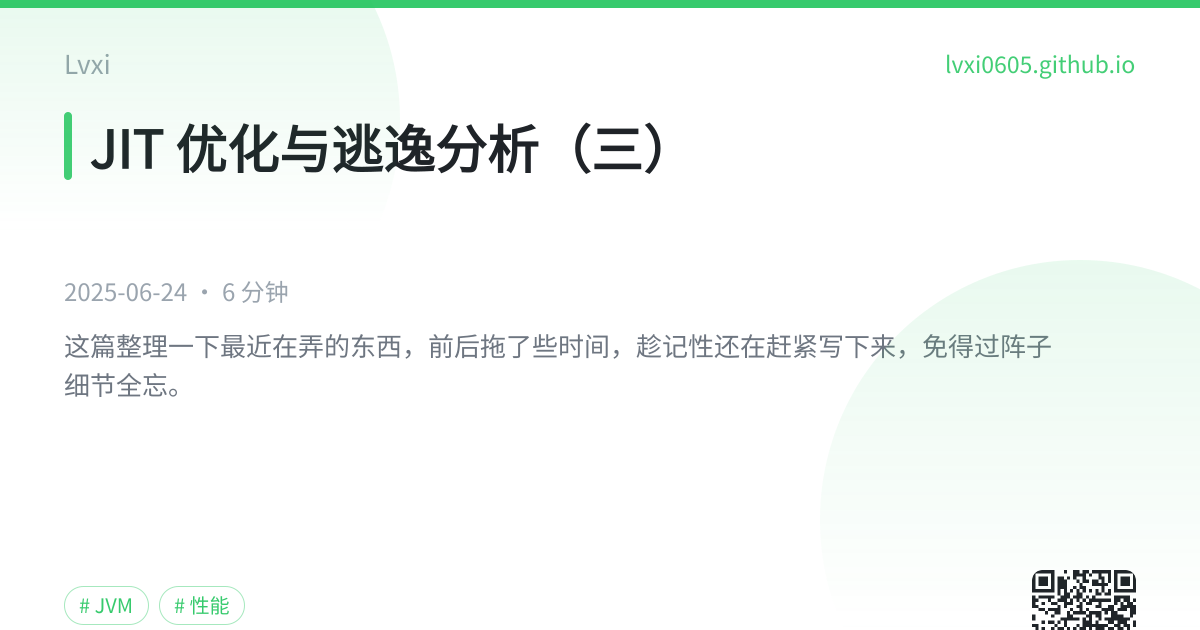 Lvxi
lvxi0605.github.io
JIT 优化与逃逸分析（三）
2025-06-24 · 6 分钟
这篇整理一下最近在弄的东西，前后拖了些时间，趁记性还在赶紧写下来，免得过阵子
细节全忘。
# JVM
# 性能